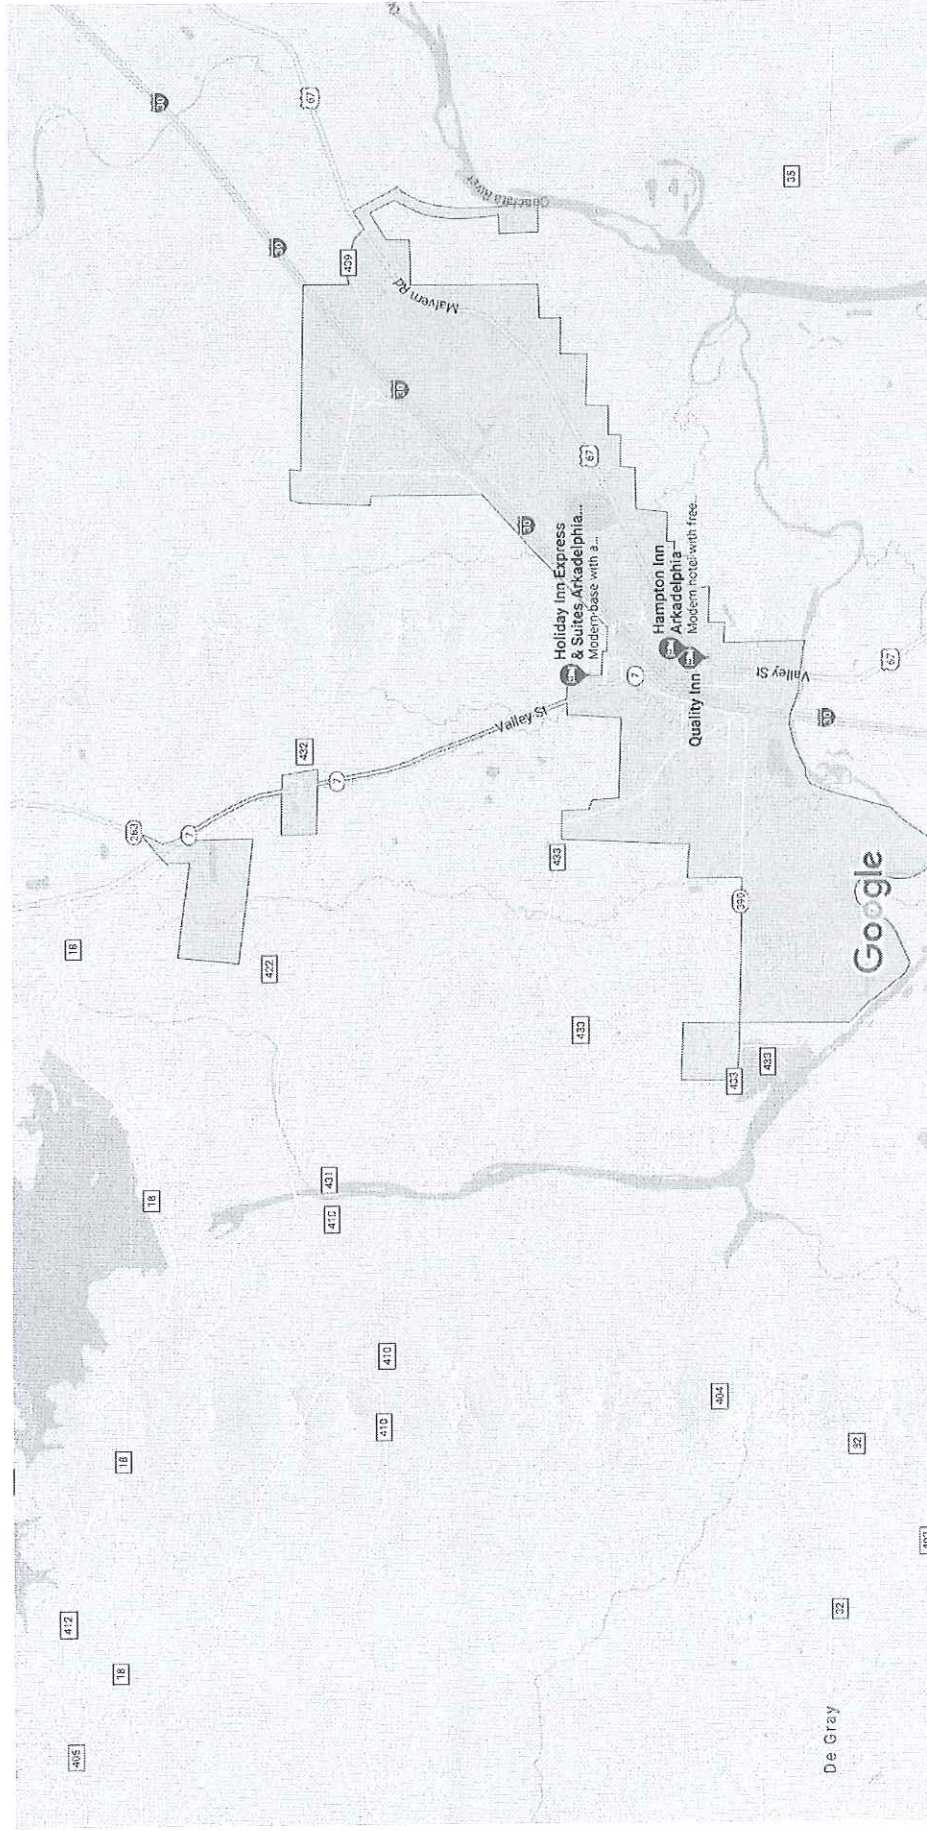 405
412
18
18
18
18
263
30
7
422
30
432
67
410
431
7
439
410
410
30
Malvern Rd
Ouachita River
Valley St
30
433
Holiday Inn Express
& Suites Arkadelphia...
Modern base with a...
433
67
7
Hampton Inn
Arkadelphia
Modern hotel with free...
Quality Inn
404
433
390
433
Valley St
35
30
De Gray
32
32
Google
67